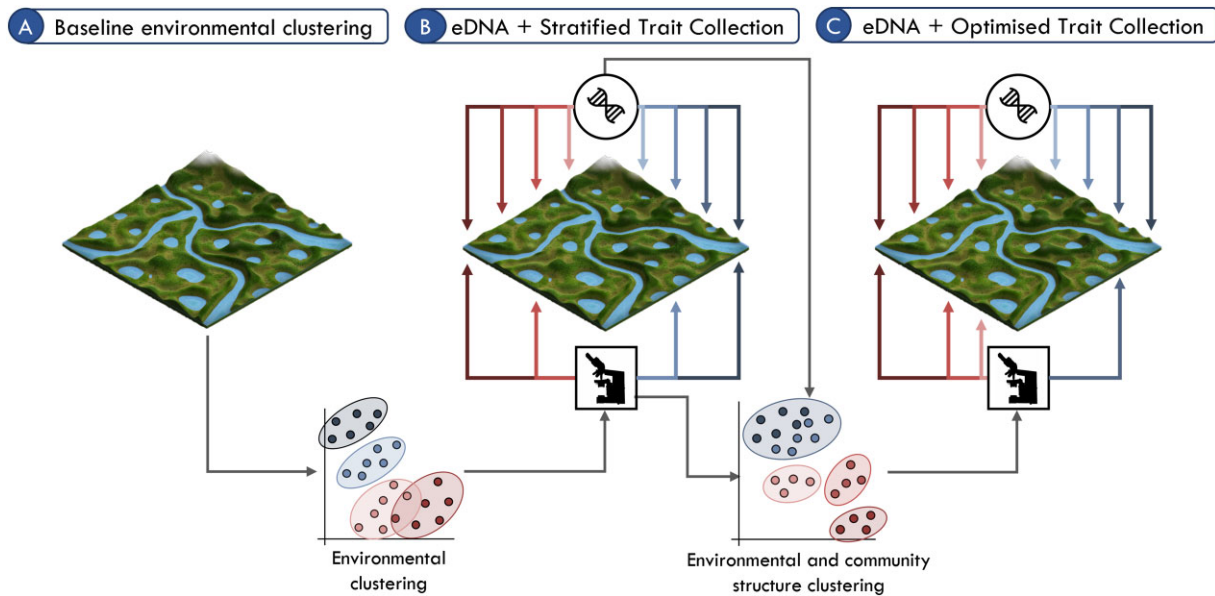 A Baseline environmental clustering
B eDNA + Stratified Trait Collection
C eDNA + Optimised Trait Collection
Environmental
clustering
Environmental and community
structure clustering